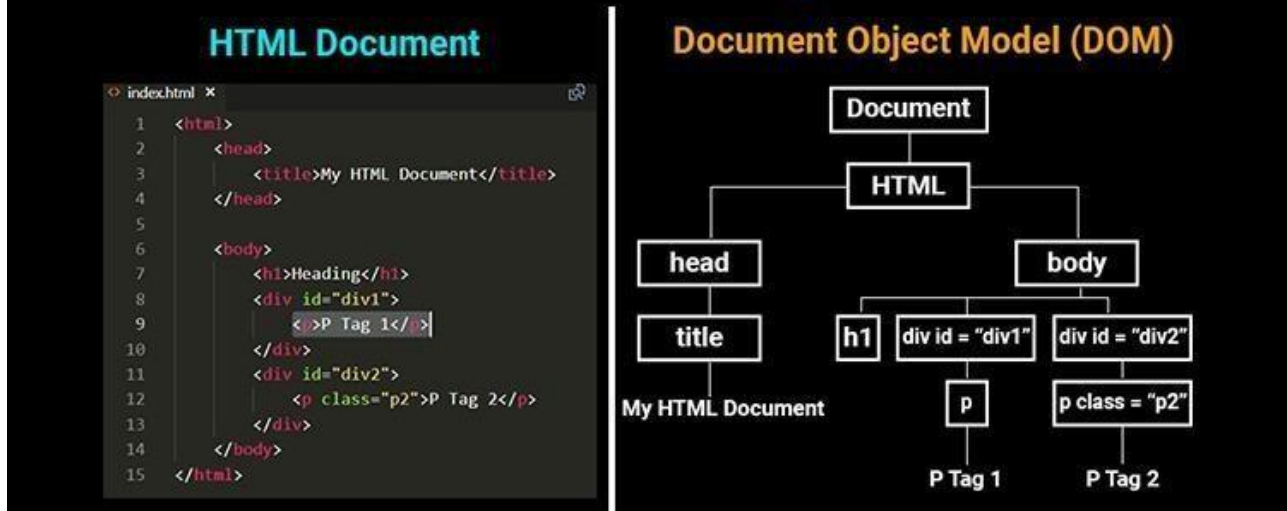 HTML Document
index.html ×
1 <html>
2 <head>
3 <title>My HTML Document</title>
4 </head>
5
6 <body>
7 <h1>Heading</h1>
8 <div id="div1">
9 <p>P Tag 1</p>
10 </div>
11 <div id="div2">
12 <p class="p2">P Tag 2</p>
13 </div>
14 </body>
15 </html>
Document Object Model (DOM)
Document
HTML
head body
title h1 div id = “div1” div id = “div2”
My HTML Document p p class = “p2”
P Tag 1 P Tag 2